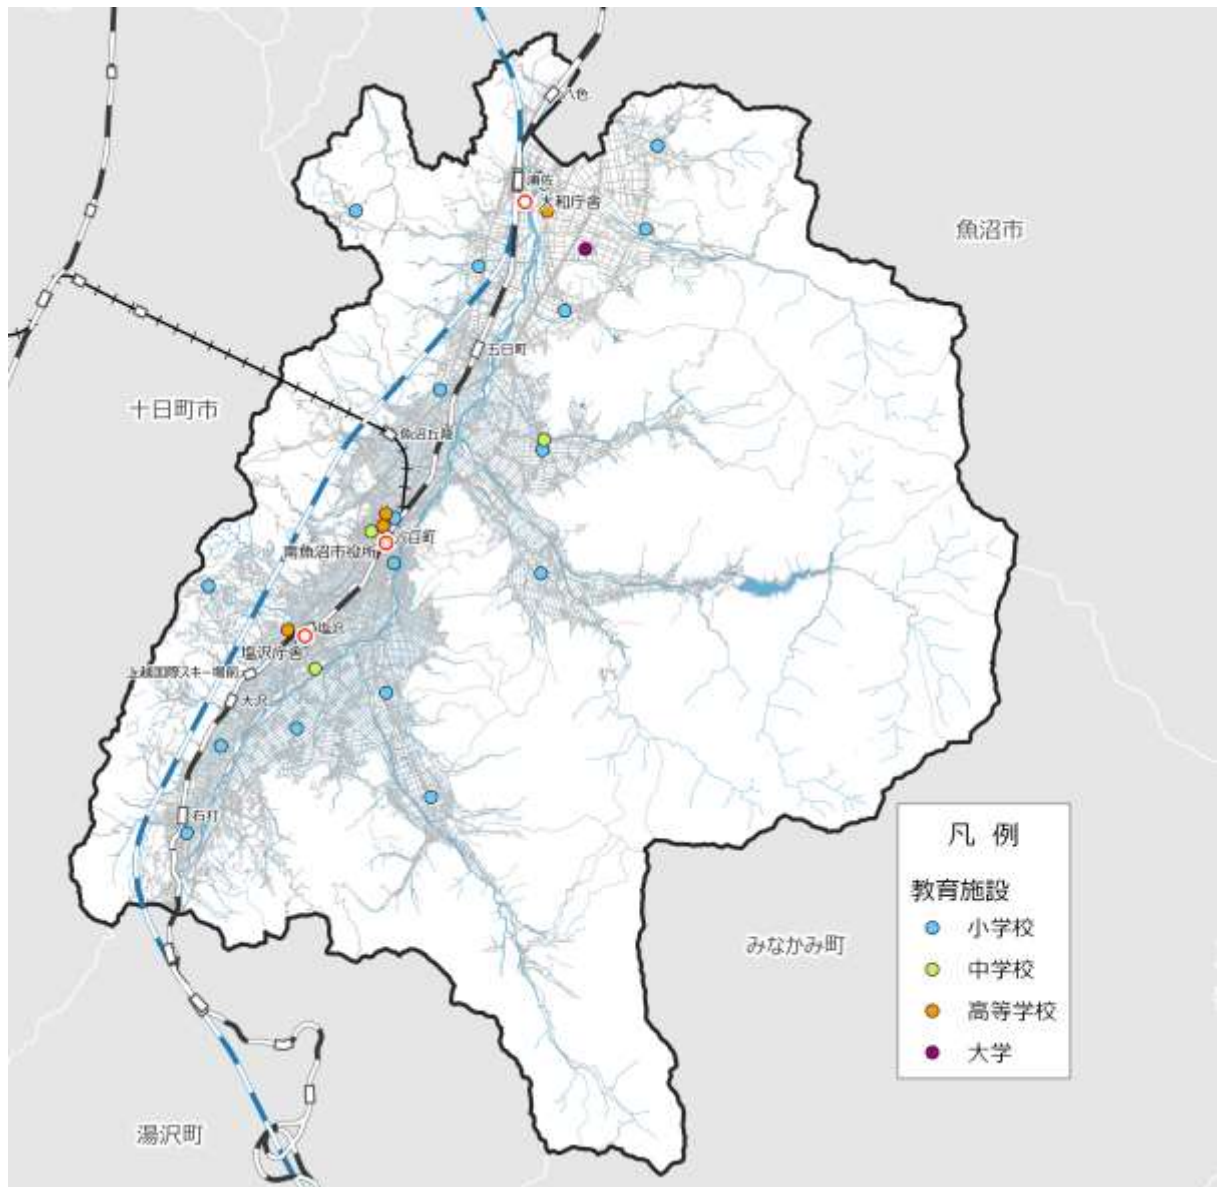 八色
浦佐
大和庁舎
魚沼市
五日町
十日町市
魚沼丘陵
六日町
南魚沼市役所
塩沢
塩沢庁舎
上越国際スキー場前
大沢
石打
凡 例
教育施設
小学校
中学校
高等学校
大学
みなかみ町
湯沢町